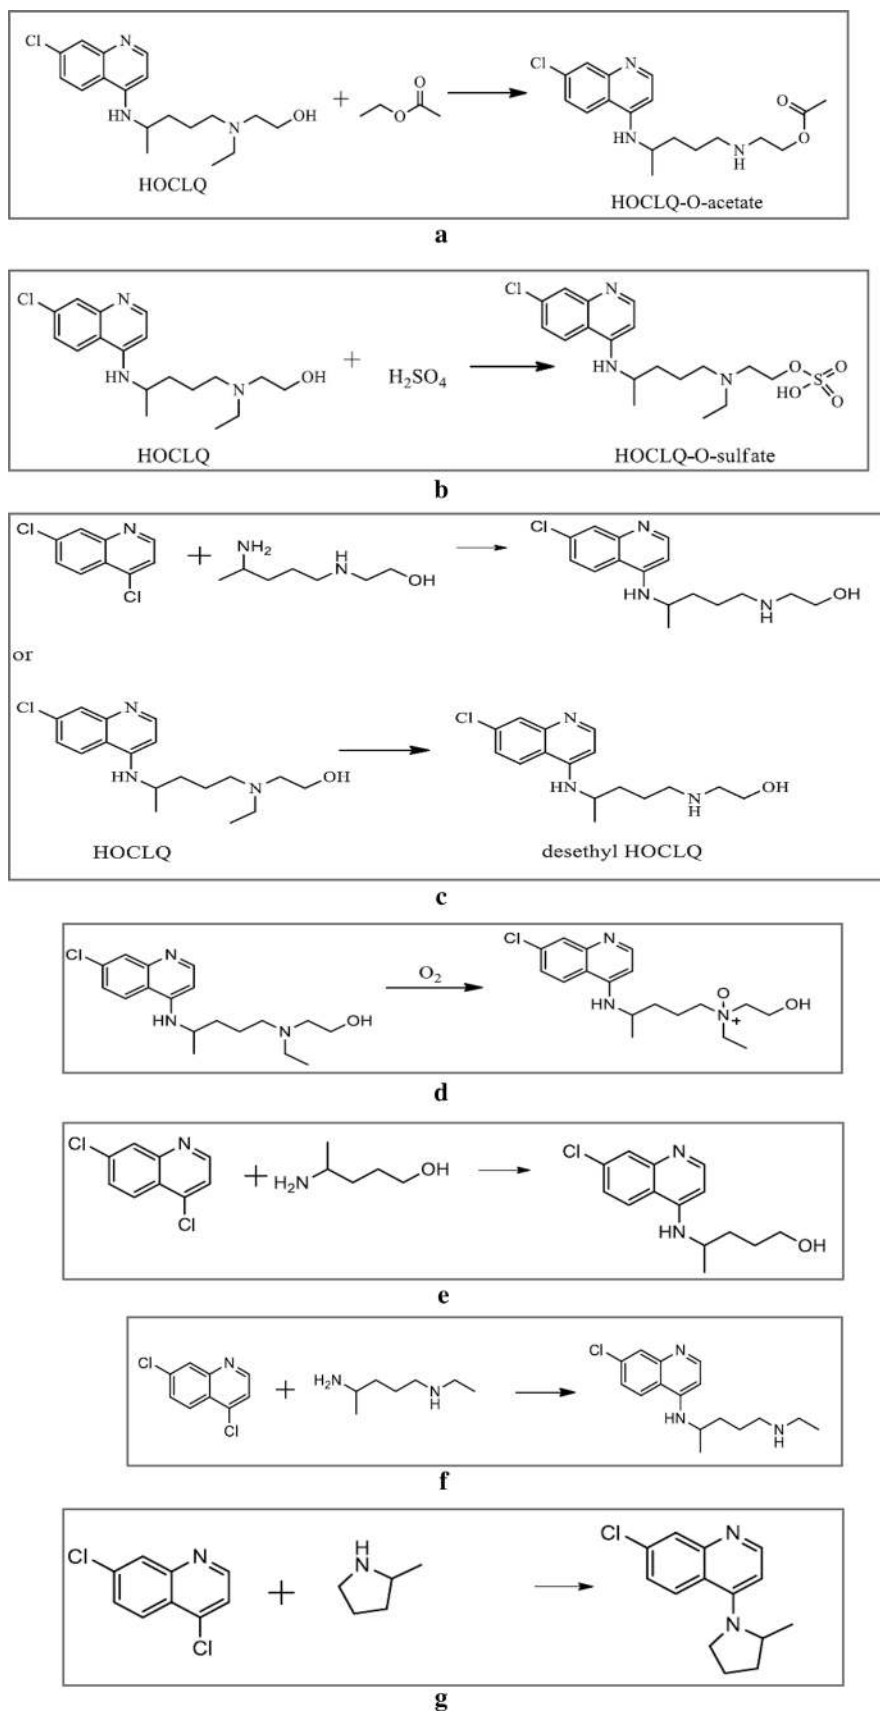 Cl N
HN N OH
HOCLQ
+
O
O
Cl N
HN N
H
O
O
HOCLQ-O-acetate
a
Cl N
HN N OH
HOCLQ
+
H2SO4
Cl N
HN N
O O
S
HO O
HOCLQ-O-sulfate
b
Cl N
Cl
+
NH2 H
N
OH
Cl N
HN N OH
H
or
Cl N
HN N OH
HOCLQ
Cl N
HN N OH
H
desethyl HOCLQ
c
Cl N
HN N OH
O2
Cl N
HN O
N OH
+
d
Cl N
Cl
+
H2N OH
Cl N
HN OH
e
Cl N
Cl
+
H2N N
H
Cl N
HN N
H
f
Cl N
Cl
+
H
N
Cl N
N
g